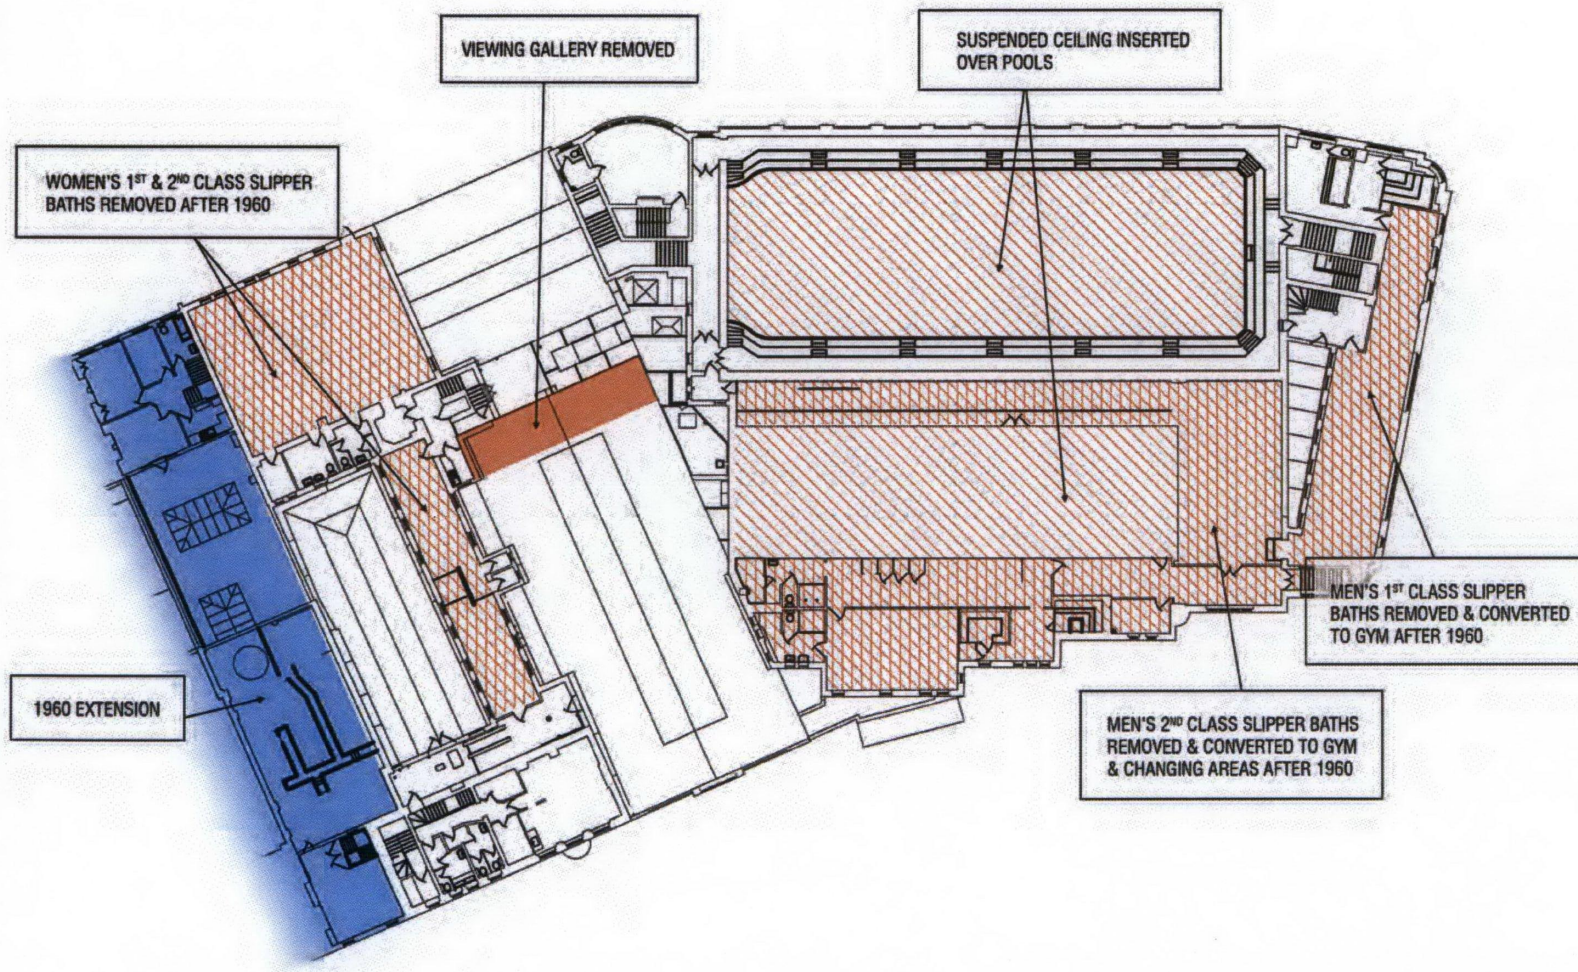 VIEWING GALLERY REMOVED
SUSPENDED CEILING INSERTED
OVER POOLS
WOMEN'S 1ST & 2ND CLASS SLIPPER
BATHS REMOVED AFTER 1960
1960 EXTENSION
MEN'S 1ST CLASS SLIPPER
BATHS REMOVED & CONVERTED
TO GYM AFTER 1960
MEN'S 2ND CLASS SLIPPER BATHS
REMOVED & CONVERTED TO GYM
& CHANGING AREAS AFTER 1960